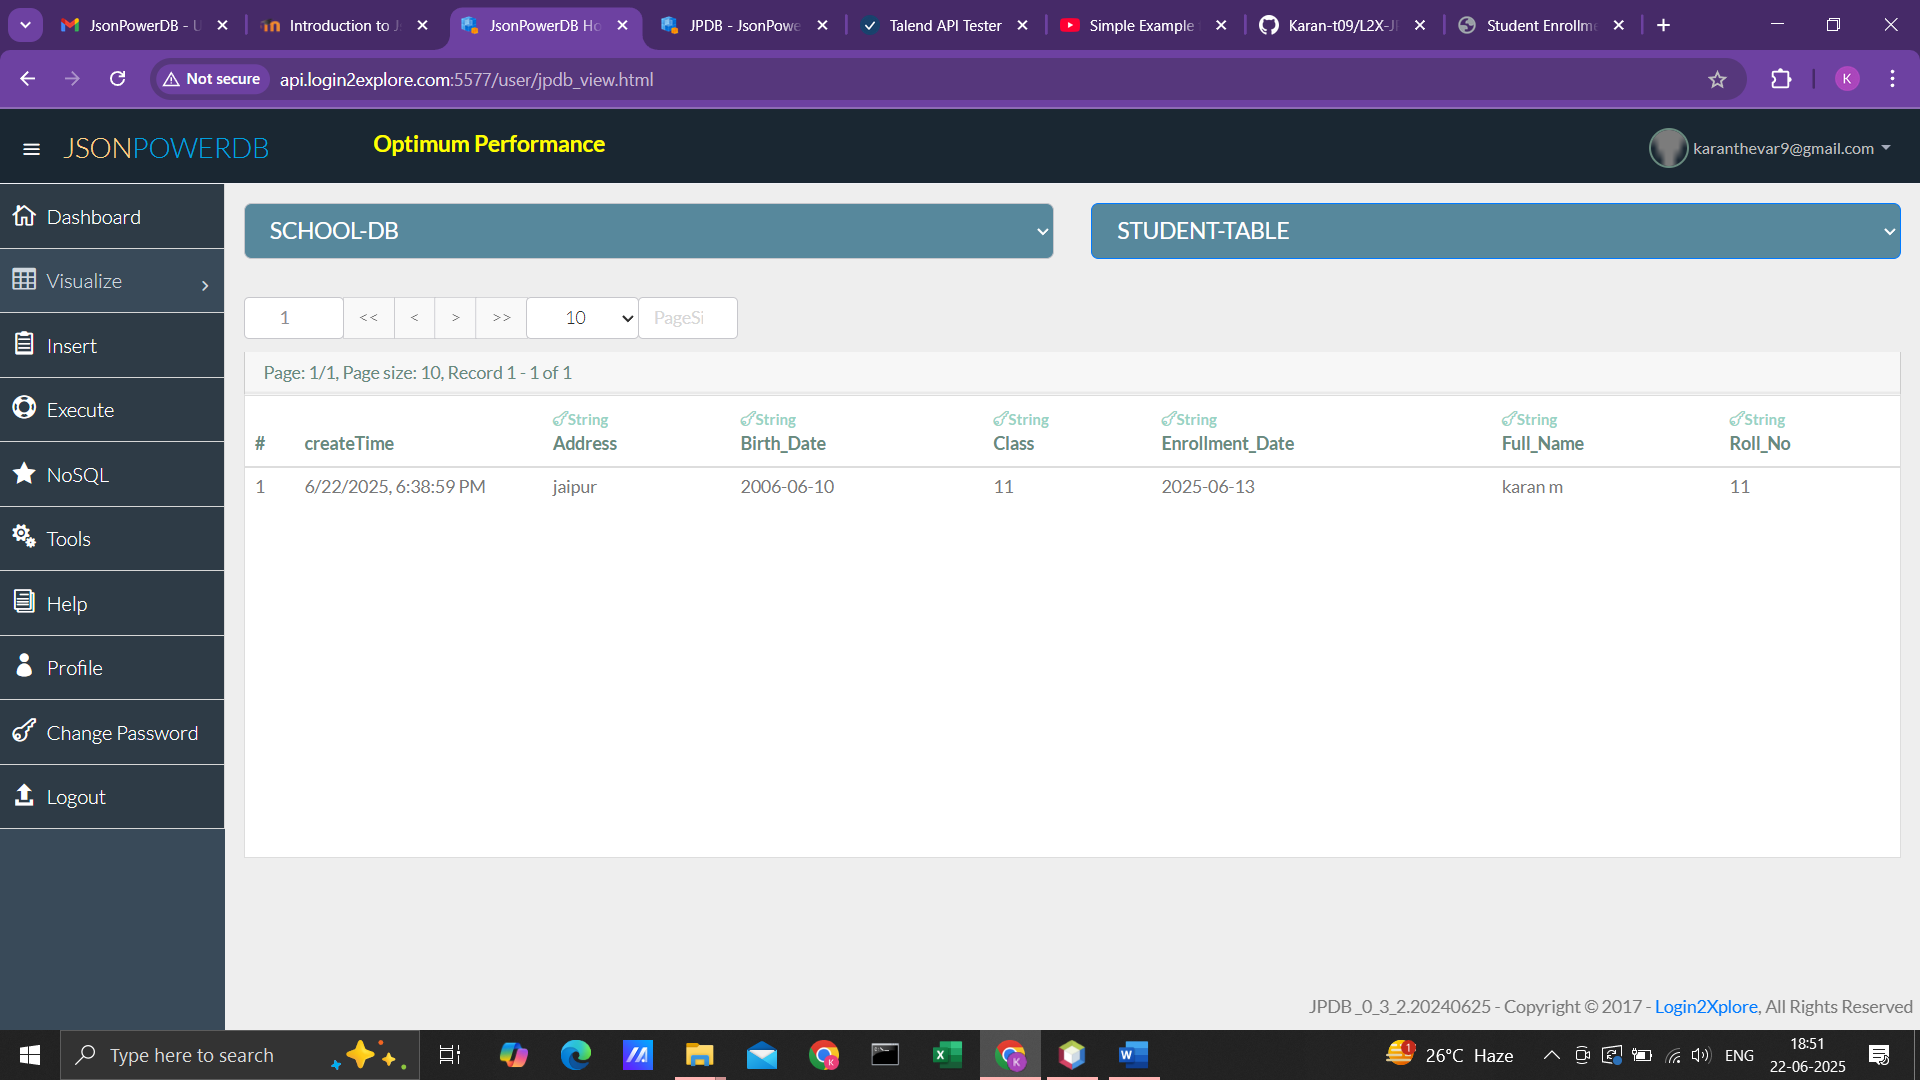 JsonPowerDB - U
Introduction to J
JsonPowerDB Ho
JPDB - JsonPowe
Talend API Tester
Simple Example
Karan-t09/L2X-JI
Student Enrollme
Not secure
api.login2explore.com:5577/user/jpdb_view.html
K
JSONPOWERDB
Optimum Performance
karanthevar9@gmail.com
Dashboard
Visualize
Insert
Execute
NoSQL
Tools
Help
Profile
Change Password
Logout
SCHOOL-DB
STUDENT-TABLE
1 << < > >> 10 PageSi
Page: 1/1, Page size: 10, Record 1 - 1 of 1
String String String String String String
# createTime Address Birth_Date Class Enrollment_Date Full_Name Roll_No
1 6/22/2025, 6:38:59 PM jaipur 2006-06-10 11 2025-06-13 karan m 11
JPDB_0_3_2.20240625 - Copyright © 2017 - Login2Xplore, All Rights Reserved
Type here to search
1
26°C Haze
ENG
18:51
22-06-2025